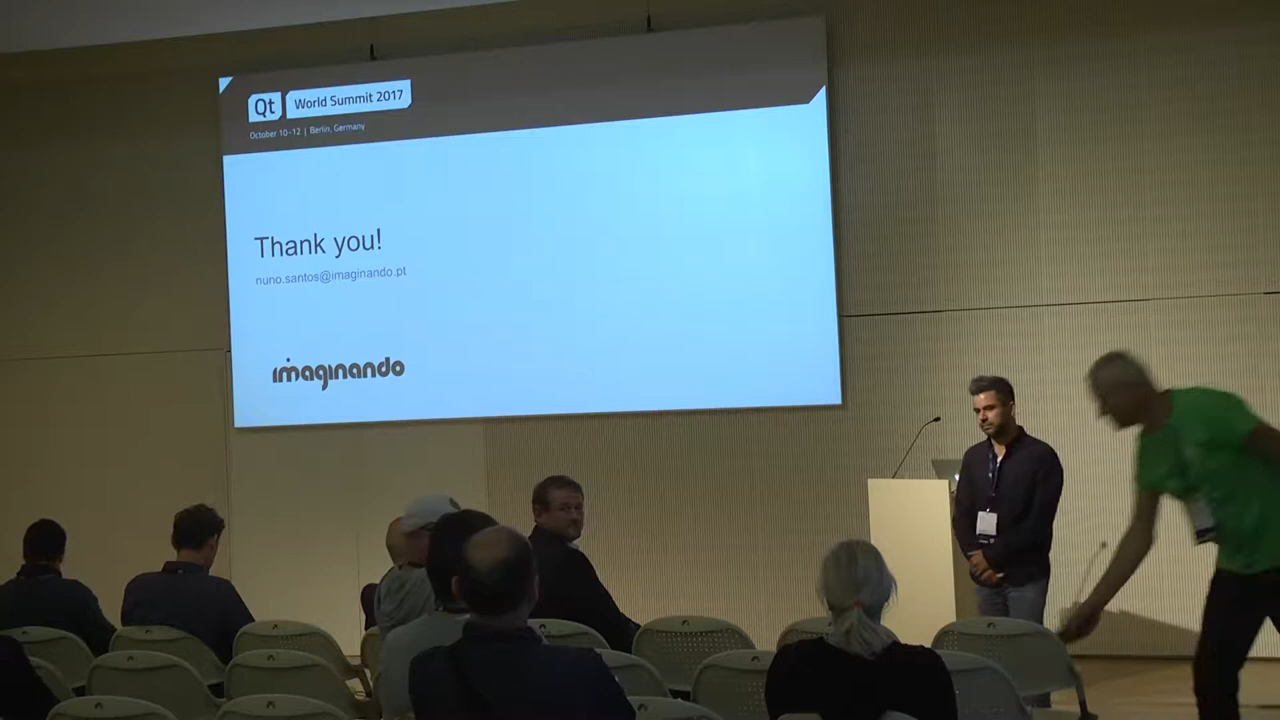 Qt World Summit 2017
October 10-12 | Berlin, Germany
Thank you!
nuno.santos@imaginando.pt
imaginando